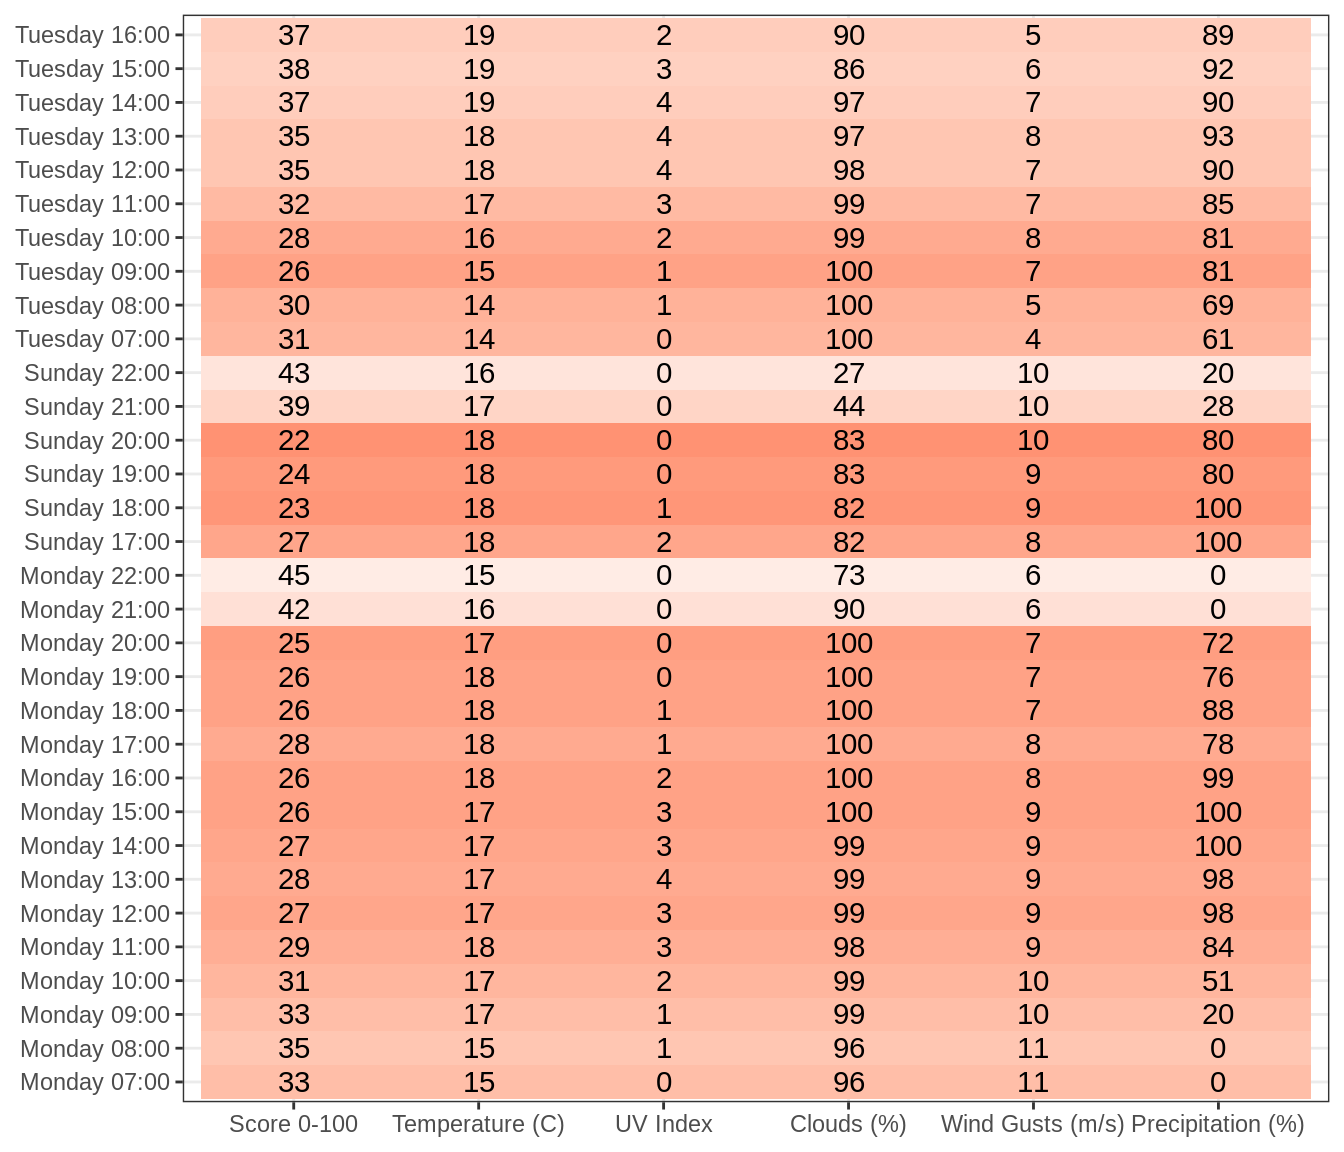 Tuesday 16:00 37 19 2 90 5 89
Tuesday 15:00 38 19 3 86 6 92
Tuesday 14:00 37 19 4 97 7 90
Tuesday 13:00 35 18 4 97 8 93
Tuesday 12:00 35 18 4 98 7 90
Tuesday 11:00 32 17 3 99 7 85
Tuesday 10:00 28 16 2 99 8 81
Tuesday 09:00 26 15 1 100 7 81
Tuesday 08:00 30 14 1 100 5 69
Tuesday 07:00 31 14 0 100 4 61
Sunday 22:00 43 16 0 27 10 20
Sunday 21:00 39 17 0 44 10 28
Sunday 20:00 22 18 0 83 10 80
Sunday 19:00 24 18 0 83 9 80
Sunday 18:00 23 18 1 82 9 100
Sunday 17:00 27 18 2 82 8 100
Monday 22:00 45 15 0 73 6 0
Monday 21:00 42 16 0 90 6 0
Monday 20:00 25 17 0 100 7 72
Monday 19:00 26 18 0 100 7 76
Monday 18:00 26 18 1 100 7 88
Monday 17:00 28 18 1 100 8 78
Monday 16:00 26 18 2 100 8 99
Monday 15:00 26 17 3 100 9 100
Monday 14:00 27 17 3 99 9 100
Monday 13:00 28 17 4 99 9 98
Monday 12:00 27 17 3 99 9 98
Monday 11:00 29 18 3 98 9 84
Monday 10:00 31 17 2 99 10 51
Monday 09:00 33 17 1 99 10 20
Monday 08:00 35 15 1 96 11 0
Monday 07:00 33 15 0 96 11 0
Score 0-100 Temperature (C) UV Index Clouds (%) Wind Gusts (m/s) Precipitation (%)